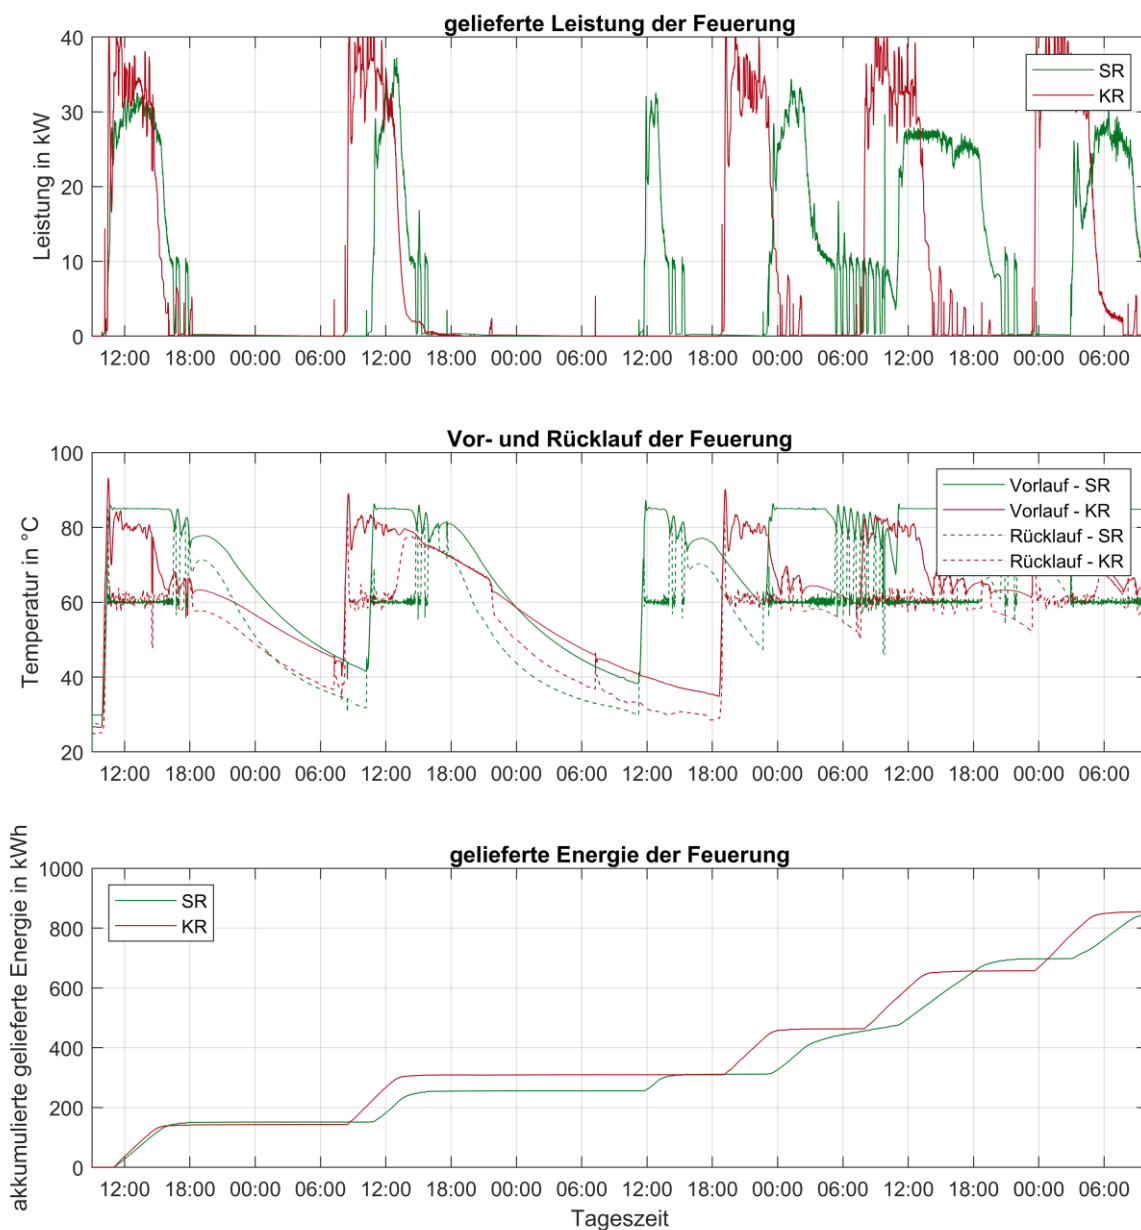 gelieferte Leistung der Feuerung
40
30
20
10
0
Leistung in kW
SR
KR
12:00 18:00 00:00 06:00 12:00 18:00 00:00 06:00 12:00 18:00 00:00 06:00 12:00 18:00 00:00 06:00
Vor- und Rücklauf der Feuerung
100
80
60
40
20
Temperatur in °C
Vorlauf - SR
Vorlauf - KR
Rücklauf - SR
Rücklauf - KR
12:00 18:00 00:00 06:00 12:00 18:00 00:00 06:00 12:00 18:00 00:00 06:00 12:00 18:00 00:00 06:00
gelieferte Energie der Feuerung
1000
800
600
400
200
0
akkumulierte gelieferte Energie in kWh
SR
KR
12:00 18:00 00:00 06:00 12:00 18:00 00:00 06:00 12:00 18:00 00:00 06:00 12:00 18:00 00:00 06:00
Tageszeit